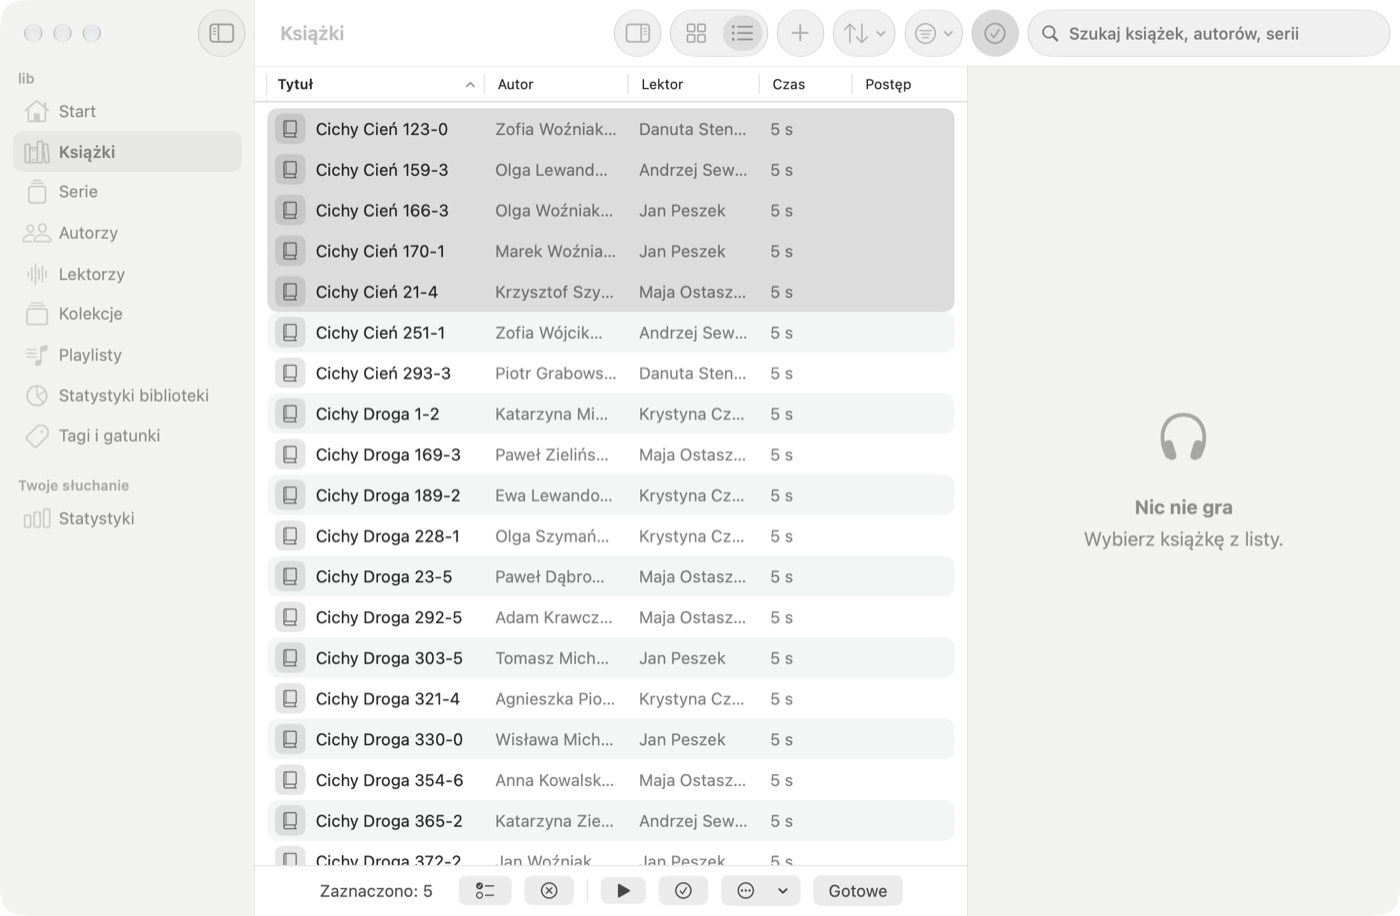 Książki
Szukaj książek, autorów, serii
lib
Start
Książki
Serie
Autorzy
Lektorzy
Kolekcje
Playlisty
Statystyki biblioteki
Tagi i gatunki
Twoje słuchanie
Statystyki
Tytuł Autor Lektor Czas Postęp
Cichy Cień 123-0 Zofia Woźniak... Danuta Sten... 5 s
Cichy Cień 159-3 Olga Lewand... Andrzej Sew... 5 s
Cichy Cień 166-3 Olga Woźniak... Jan Peszek 5 s
Cichy Cień 170-1 Marek Woźnia... Jan Peszek 5 s
Cichy Cień 21-4 Krzysztof Szy... Maja Ostasz... 5 s
Cichy Cień 251-1 Zofia Wójcik... Andrzej Sew... 5 s
Cichy Cień 293-3 Piotr Grabows... Danuta Sten... 5 s
Cichy Droga 1-2 Katarzyna Mi... Krystyna Cz... 5 s
Cichy Droga 169-3 Paweł Zielińs... Maja Ostasz... 5 s
Cichy Droga 189-2 Ewa Lewando... Krystyna Cz... 5 s
Cichy Droga 228-1 Olga Szymań... Krystyna Cz... 5 s
Cichy Droga 23-5 Paweł Dąbro... Maja Ostasz... 5 s
Cichy Droga 292-5 Adam Krawcz... Maja Ostasz... 5 s
Cichy Droga 303-5 Tomasz Mich... Jan Peszek 5 s
Cichy Droga 321-4 Agnieszka Pio... Krystyna Cz... 5 s
Cichy Droga 330-0 Wisława Mich... Jan Peszek 5 s
Cichy Droga 354-6 Anna Kowalsk... Maja Ostasz... 5 s
Cichy Droga 365-2 Katarzyna Zie... Andrzej Sew... 5 s
Cichy Droga 372-2 Jan Woźniak Jan Peszek 5 s
Zaznaczono: 5
Gotowe
Nic nie gra
Wybierz książkę z listy.